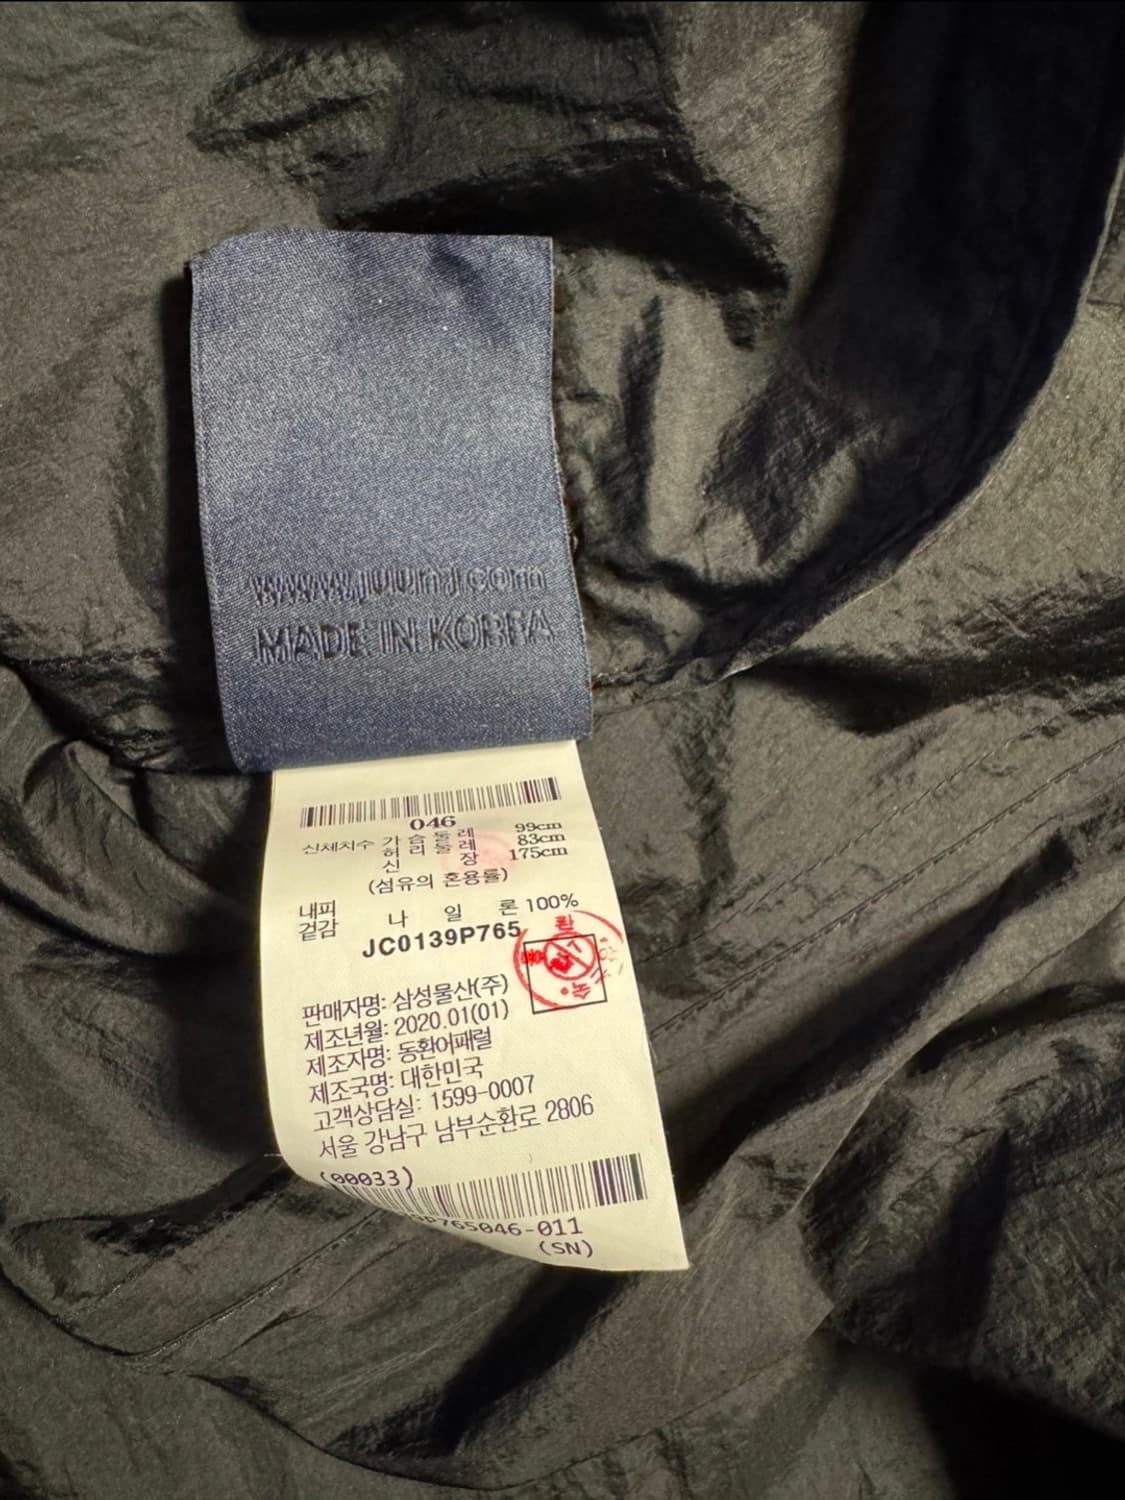 www.juunj.com
MADE IN KOREA
046
신체치수 가슴둘레 99cm
허리둘레 83cm
신 장 175cm
(섬유의 혼용률)
내피
겉감 나 일 론 100%
JC0139P765
판매자명: 삼성물산(주)
제조년월: 2020.01(01)
제조자명: 동환어패럴
제조국명: 대한민국
고객상담실: 1599-0007
서울 강남구 남부순환로 2806
(00033)
P765046-011
(SN)